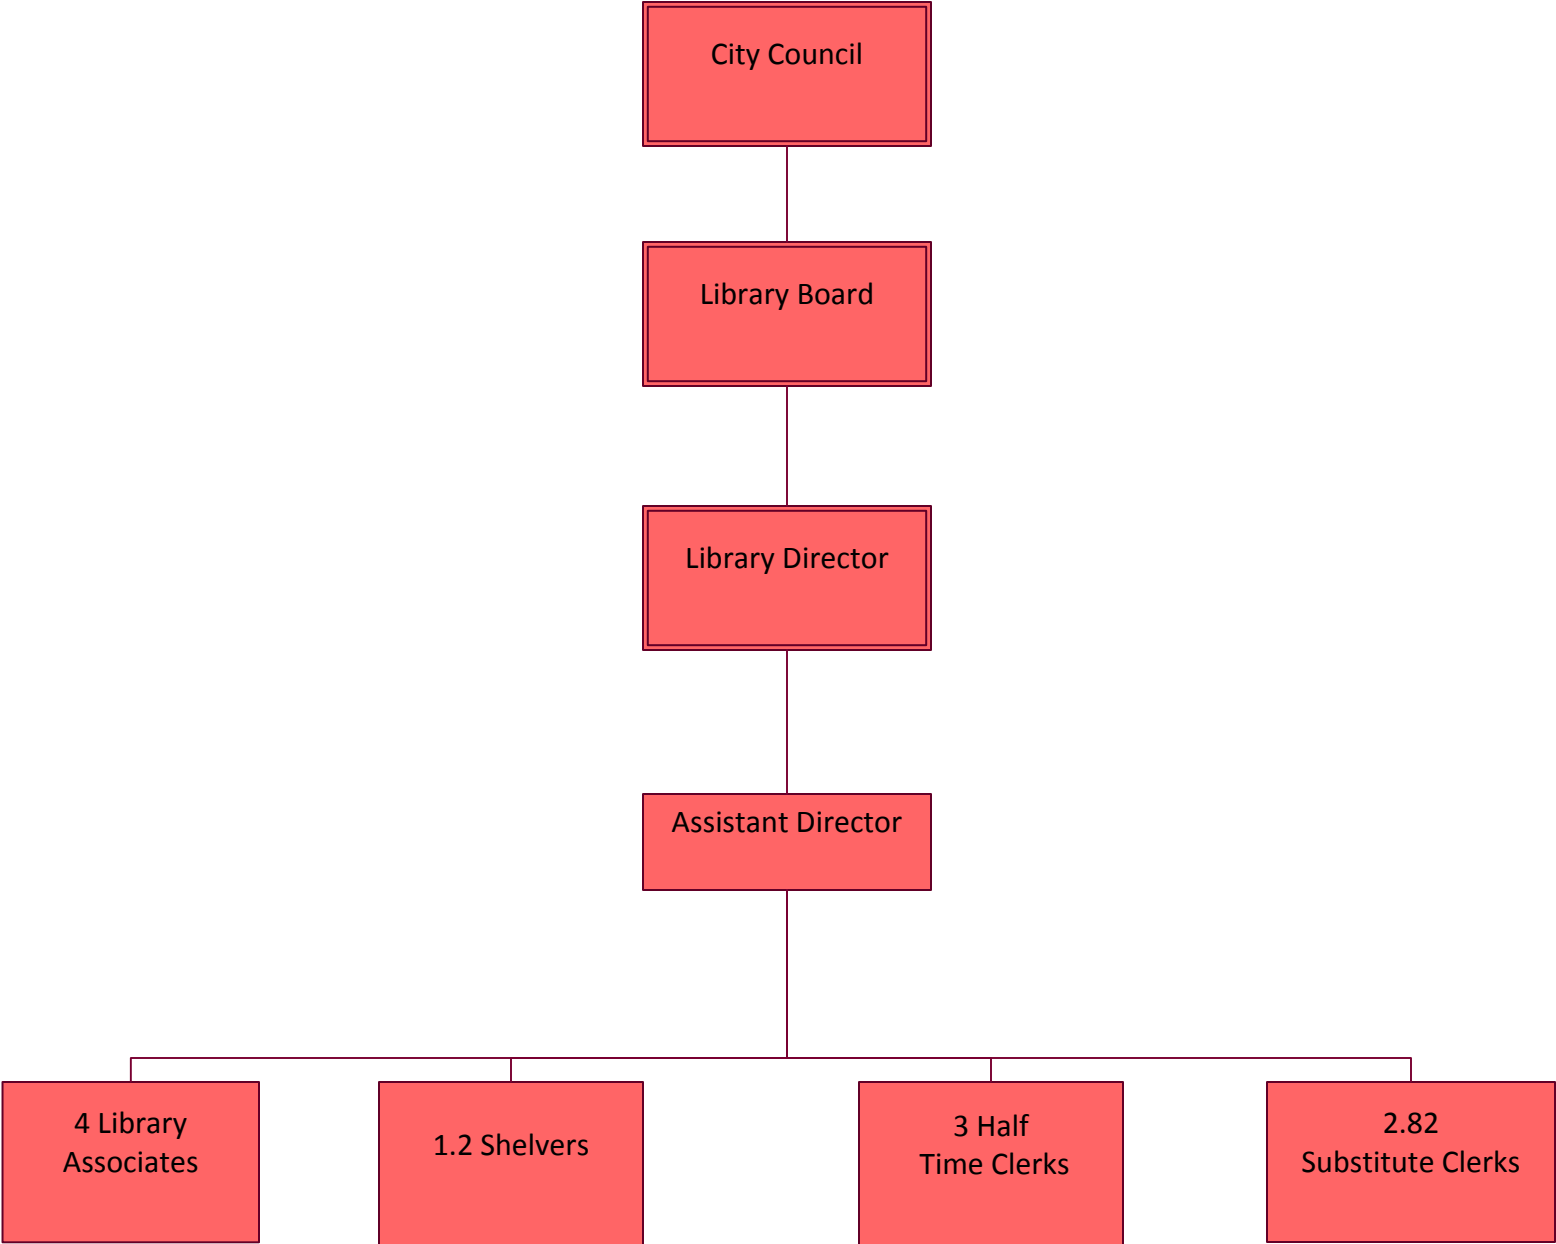 City Council
Library Board
Library Director
Assistant Director
4 Library
Associates
1.2 Shelvers
3 Half
Time Clerks
2.82
Substitute Clerks